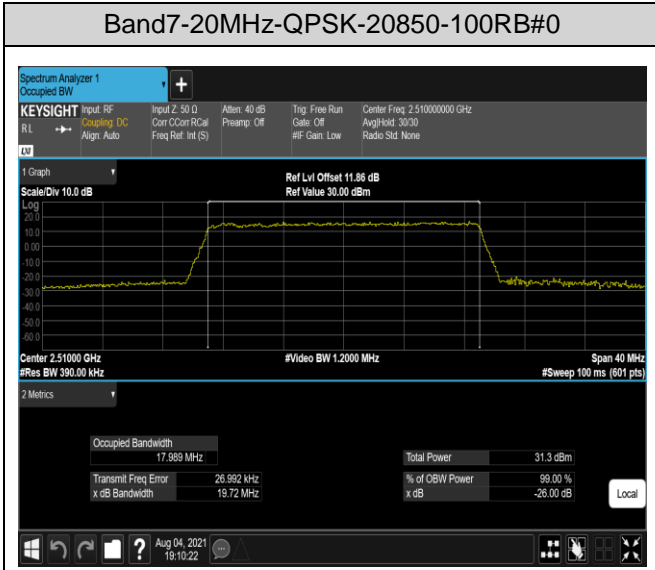 Band7-20MHz-QPSK-20850-100RB#0
Spectrum Analyzer 1
Occupied BW
+
KEYSIGHT
Input: RF
Coupling: DC
Align: Auto
Input Z: 50 Ω
Corr CCorr RCal
Freq Ref: Int (S)
Atten: 40 dB
Preamp: Off
Trig: Free Run
Gate: Off
#IF Gain: Low
Center Freq: 2.510000000 GHz
Avg|Hold: 30/30
Radio Std: None
R L
LXI
1 Graph
Ref Lvl Offset 11.86 dB
Scale/Div 10.0 dB
Ref Value 30.00 dBm
Log
20.0
10.0
0.00
-10.0
-20.0
-30.0
-40.0
-50.0
-60.0
Center 2.51000 GHz
#Video BW 1.2000 MHz
Span 40 MHz
#Res BW 390.00 kHz
#Sweep 100 ms (601 pts)
2 Metrics
Occupied Bandwidth
17.989 MHz
Total Power 31.3 dBm
Transmit Freq Error 26.992 kHz
% of OBW Power 99.00 %
x dB Bandwidth 19.72 MHz
x dB -26.00 dB
Local
?
Aug 04, 2021
19:10:22